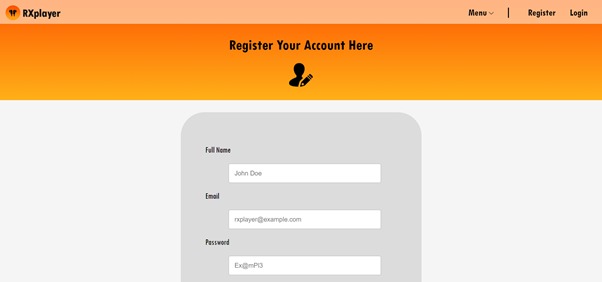 RXplayer
Menu
Register
Login
Register Your Account Here
Full Name
John Doe
Email
rxplayer@example.com
Password
Ex@mPl3